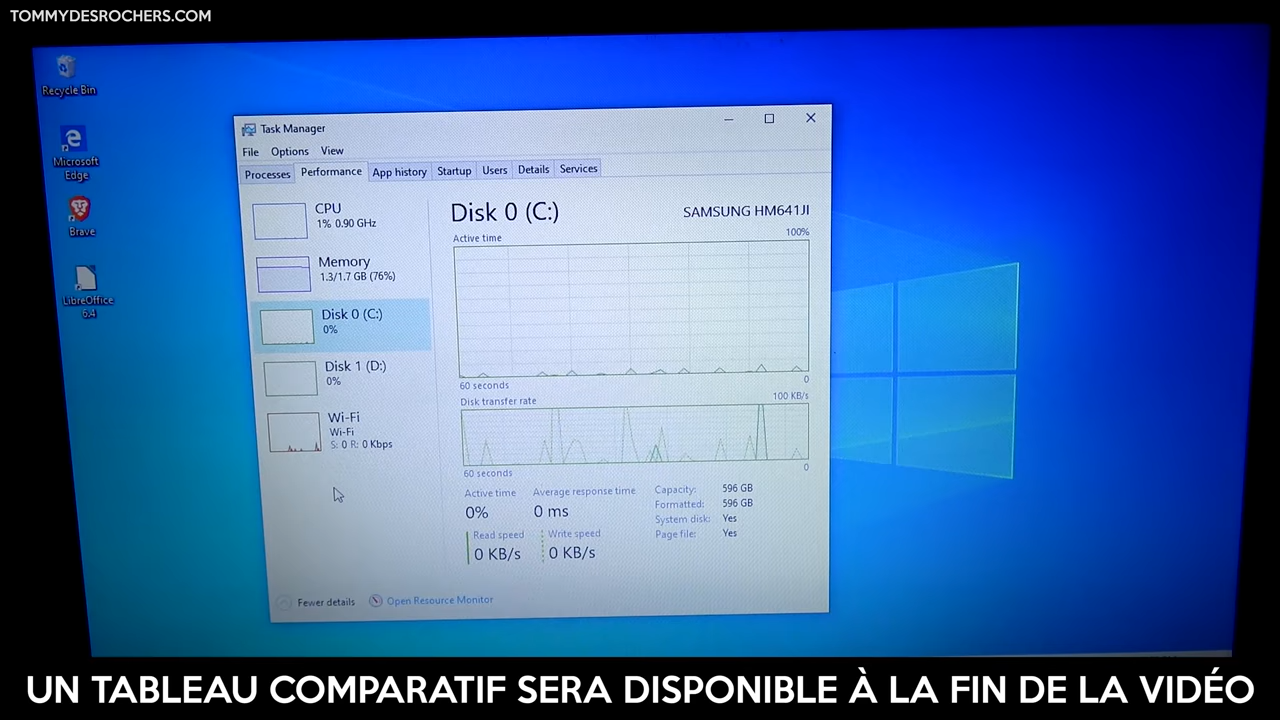 TOMMYDESROCHERS.COM
Recycle Bin
Microsoft
Edge
Brave
LibreOffice
6.4
Task Manager
File Options View
Processes Performance App history Startup Users Details Services
CPU
1% 0.90 GHz
Memory
1.3/1.7 GB (76%)
Disk 0 (C:)
0%
Disk 1 (D:)
0%
Wi-Fi
Wi-Fi
S: 0 R: 0 Kbps
Disk 0 (C:) SAMSUNG HM641JI
Active time 100%
60 seconds 0
Disk transfer rate 100 KB/s
60 seconds 0
Active time Average response time
0% 0 ms
Read speed Write speed
0 KB/s 0 KB/s
Capacity: 596 GB
Formatted: 596 GB
System disk: Yes
Page file: Yes
Fewer details Open Resource Monitor
UN TABLEAU COMPARATIF SERA DISPONIBLE À LA FIN DE LA VIDÉO